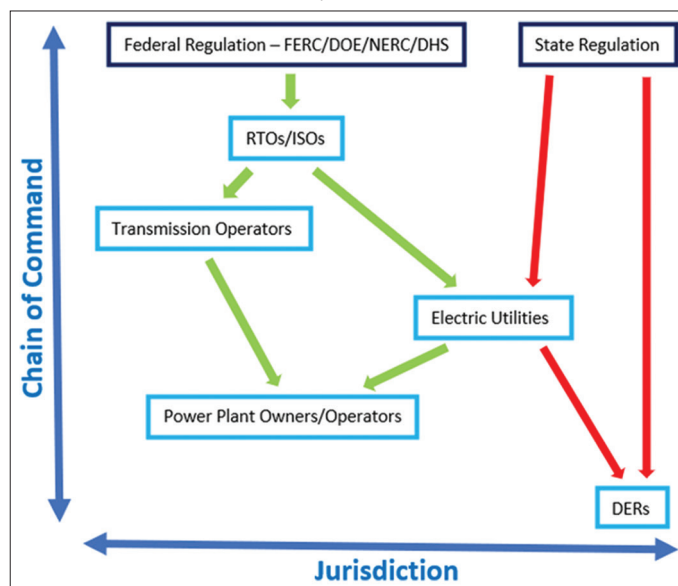 Federal Regulation – FERC/DOE/NERC/DHS
State Regulation
RTOs/ISOs
Transmission Operators
Electric Utilities
Power Plant Owners/Operators
DERs
Chain of Command
Jurisdiction